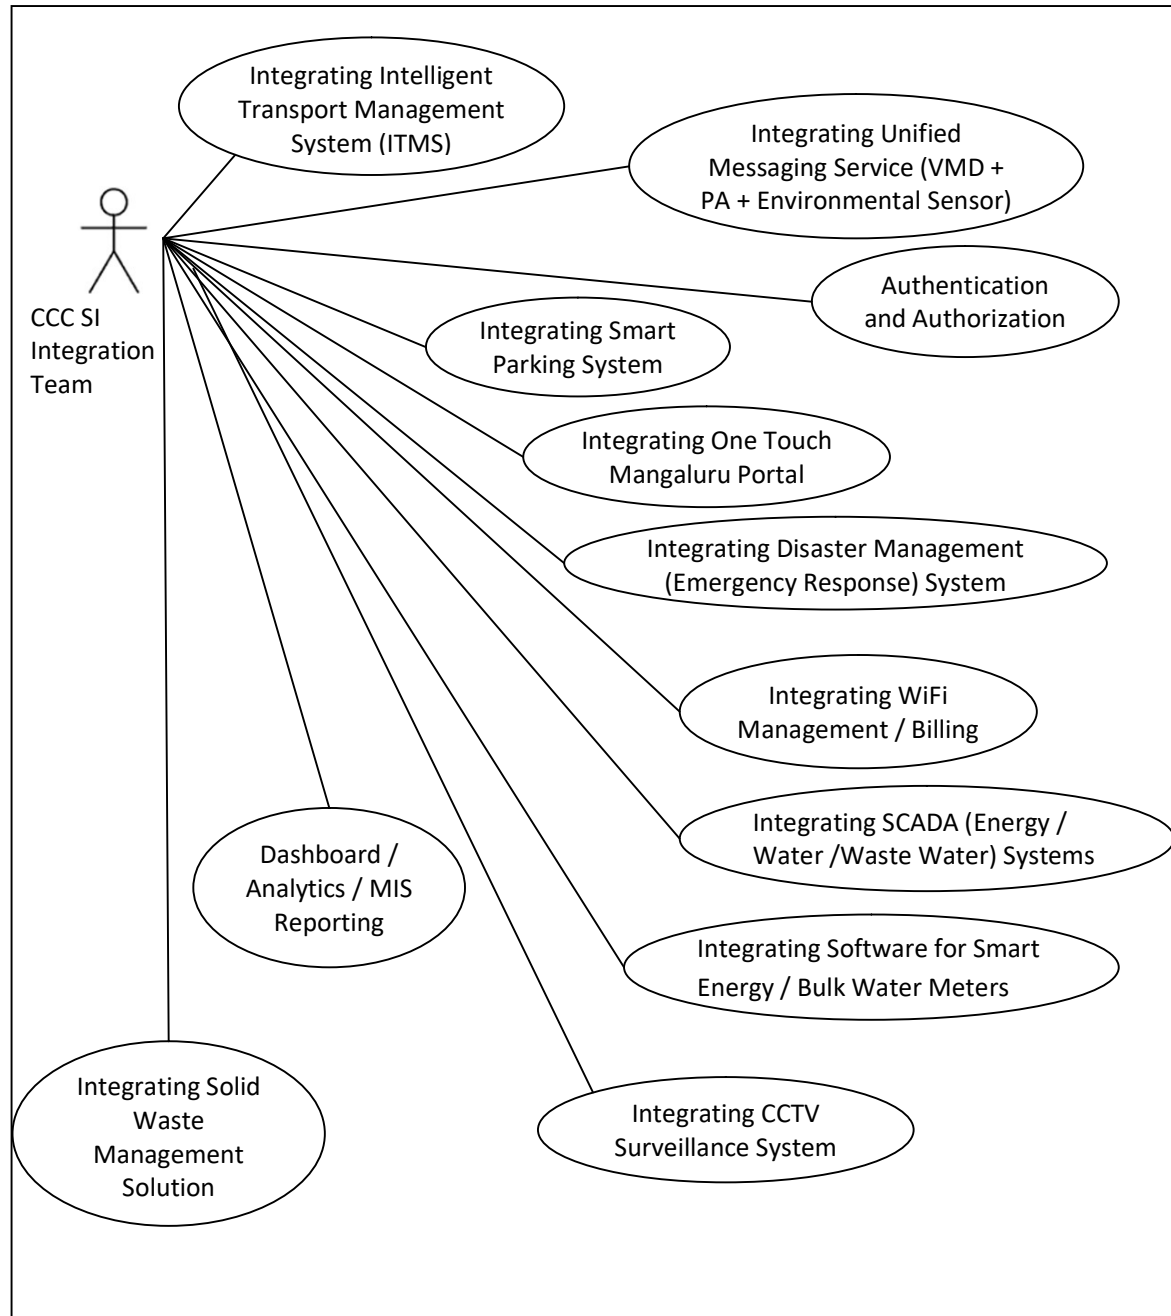 Integrating Intelligent
Transport Management
System (ITMS)
Integrating Unified
Messaging Service (VMD +
PA + Environmental Sensor)
Authentication
and Authorization
CCC SI
Integration
Team
Integrating Smart
Parking System
Integrating One Touch
Mangaluru Portal
Integrating Disaster Management
(Emergency Response) System
Integrating WiFi
Management / Billing
Integrating SCADA (Energy /
Water /Waste Water) Systems
Dashboard /
Analytics / MIS
Reporting
Integrating Software for Smart
Energy / Bulk Water Meters
Integrating Solid
Waste
Management
Solution
Integrating CCTV
Surveillance System